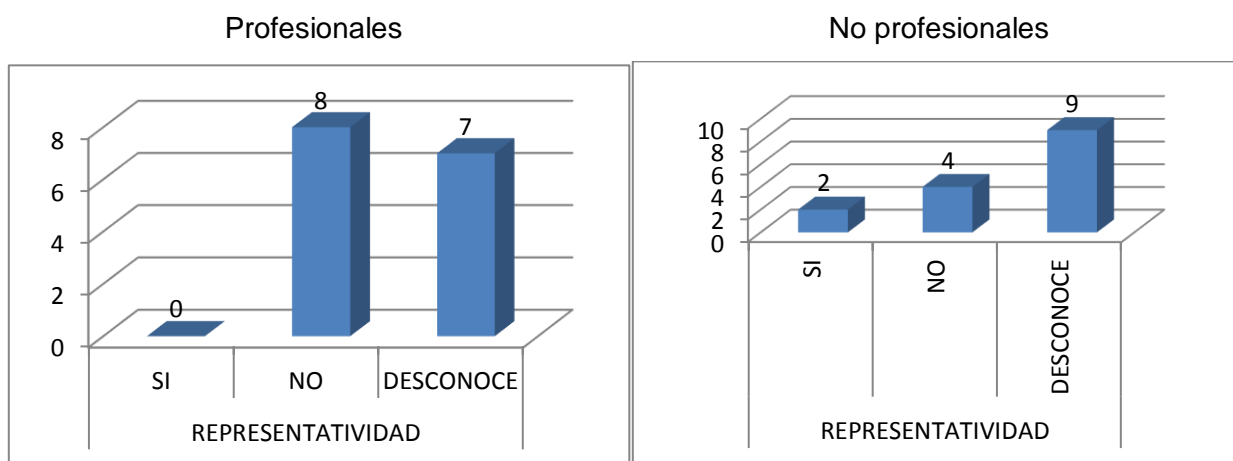 Profesionales
8
6
4
2
0
0
8
7
SI
NO
DESCONOCE
REPRESENTATIVIDAD
No profesionales
10
8
6
4
2
0
2
4
9
SI
NO
DESCONOCE
REPRESENTATIVIDAD